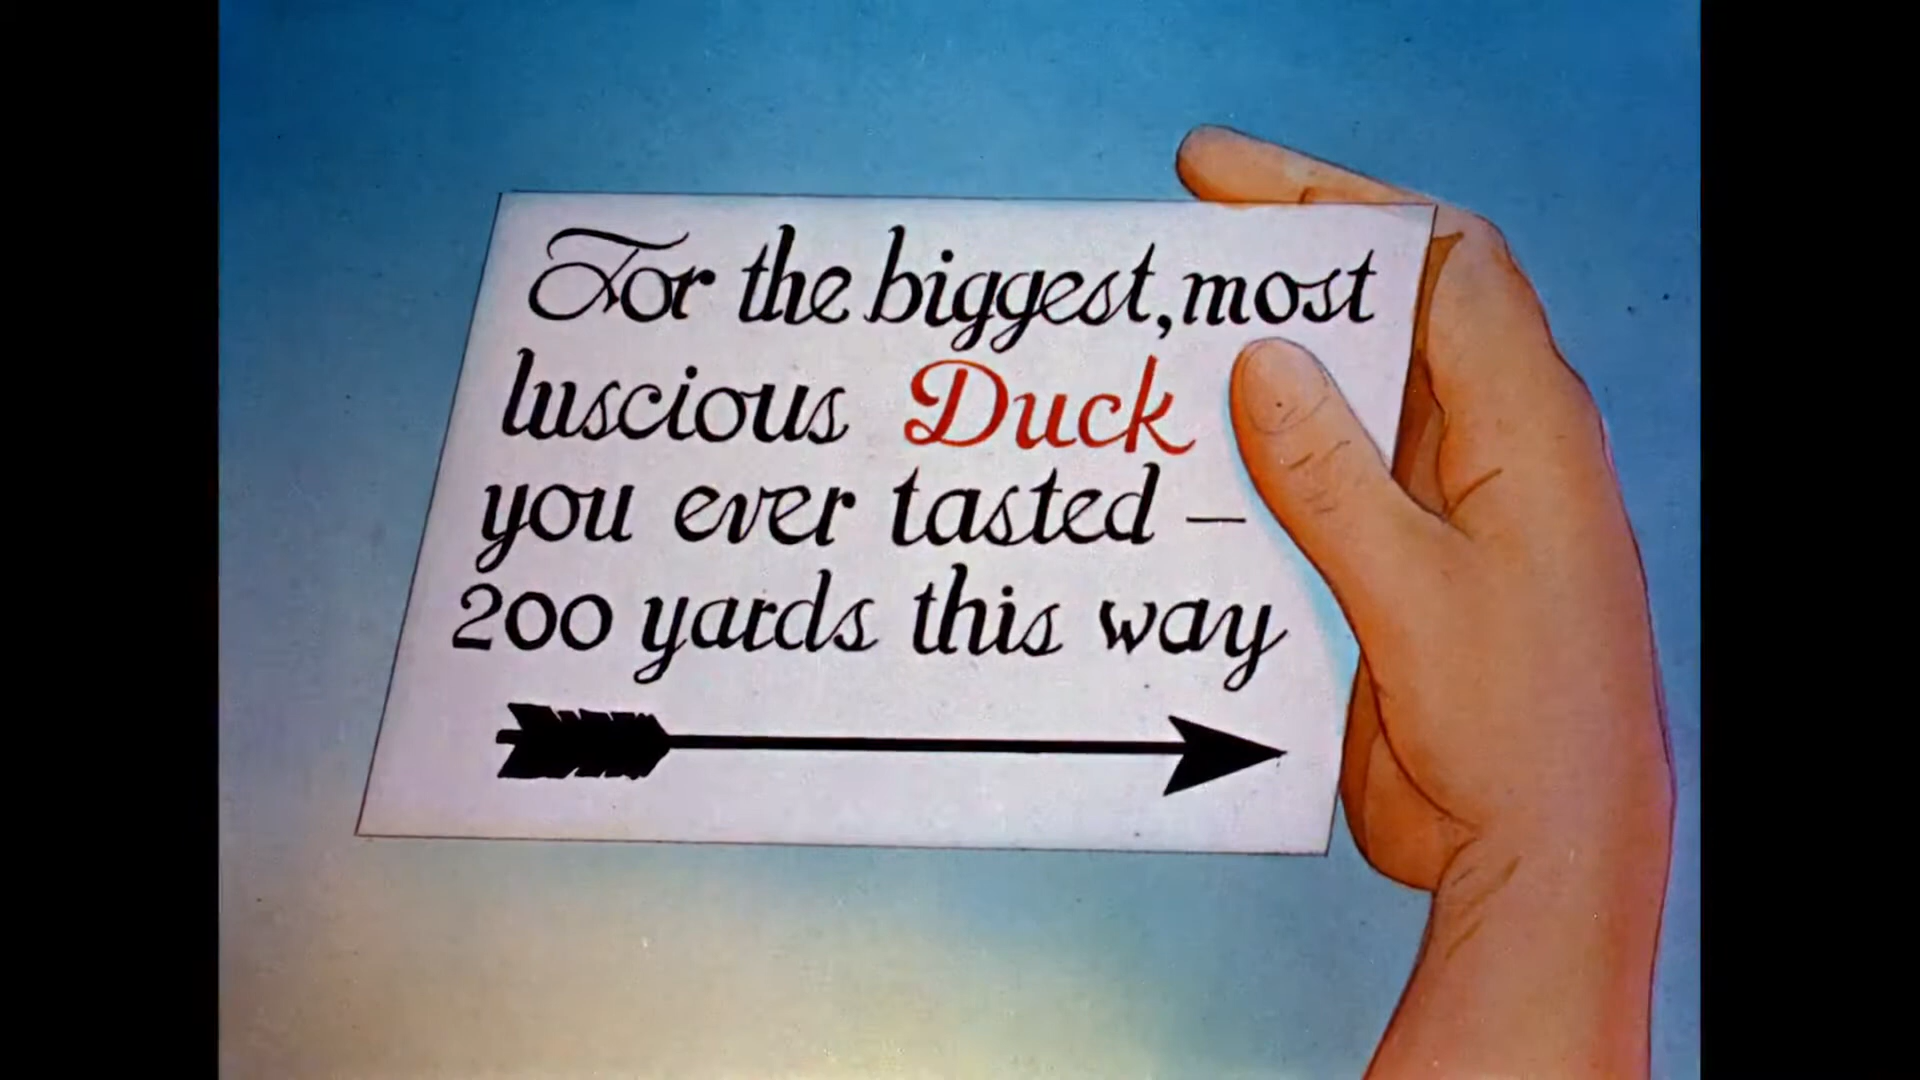 For the biggest, most
luscious Duck
you ever tasted —
200 yards this way